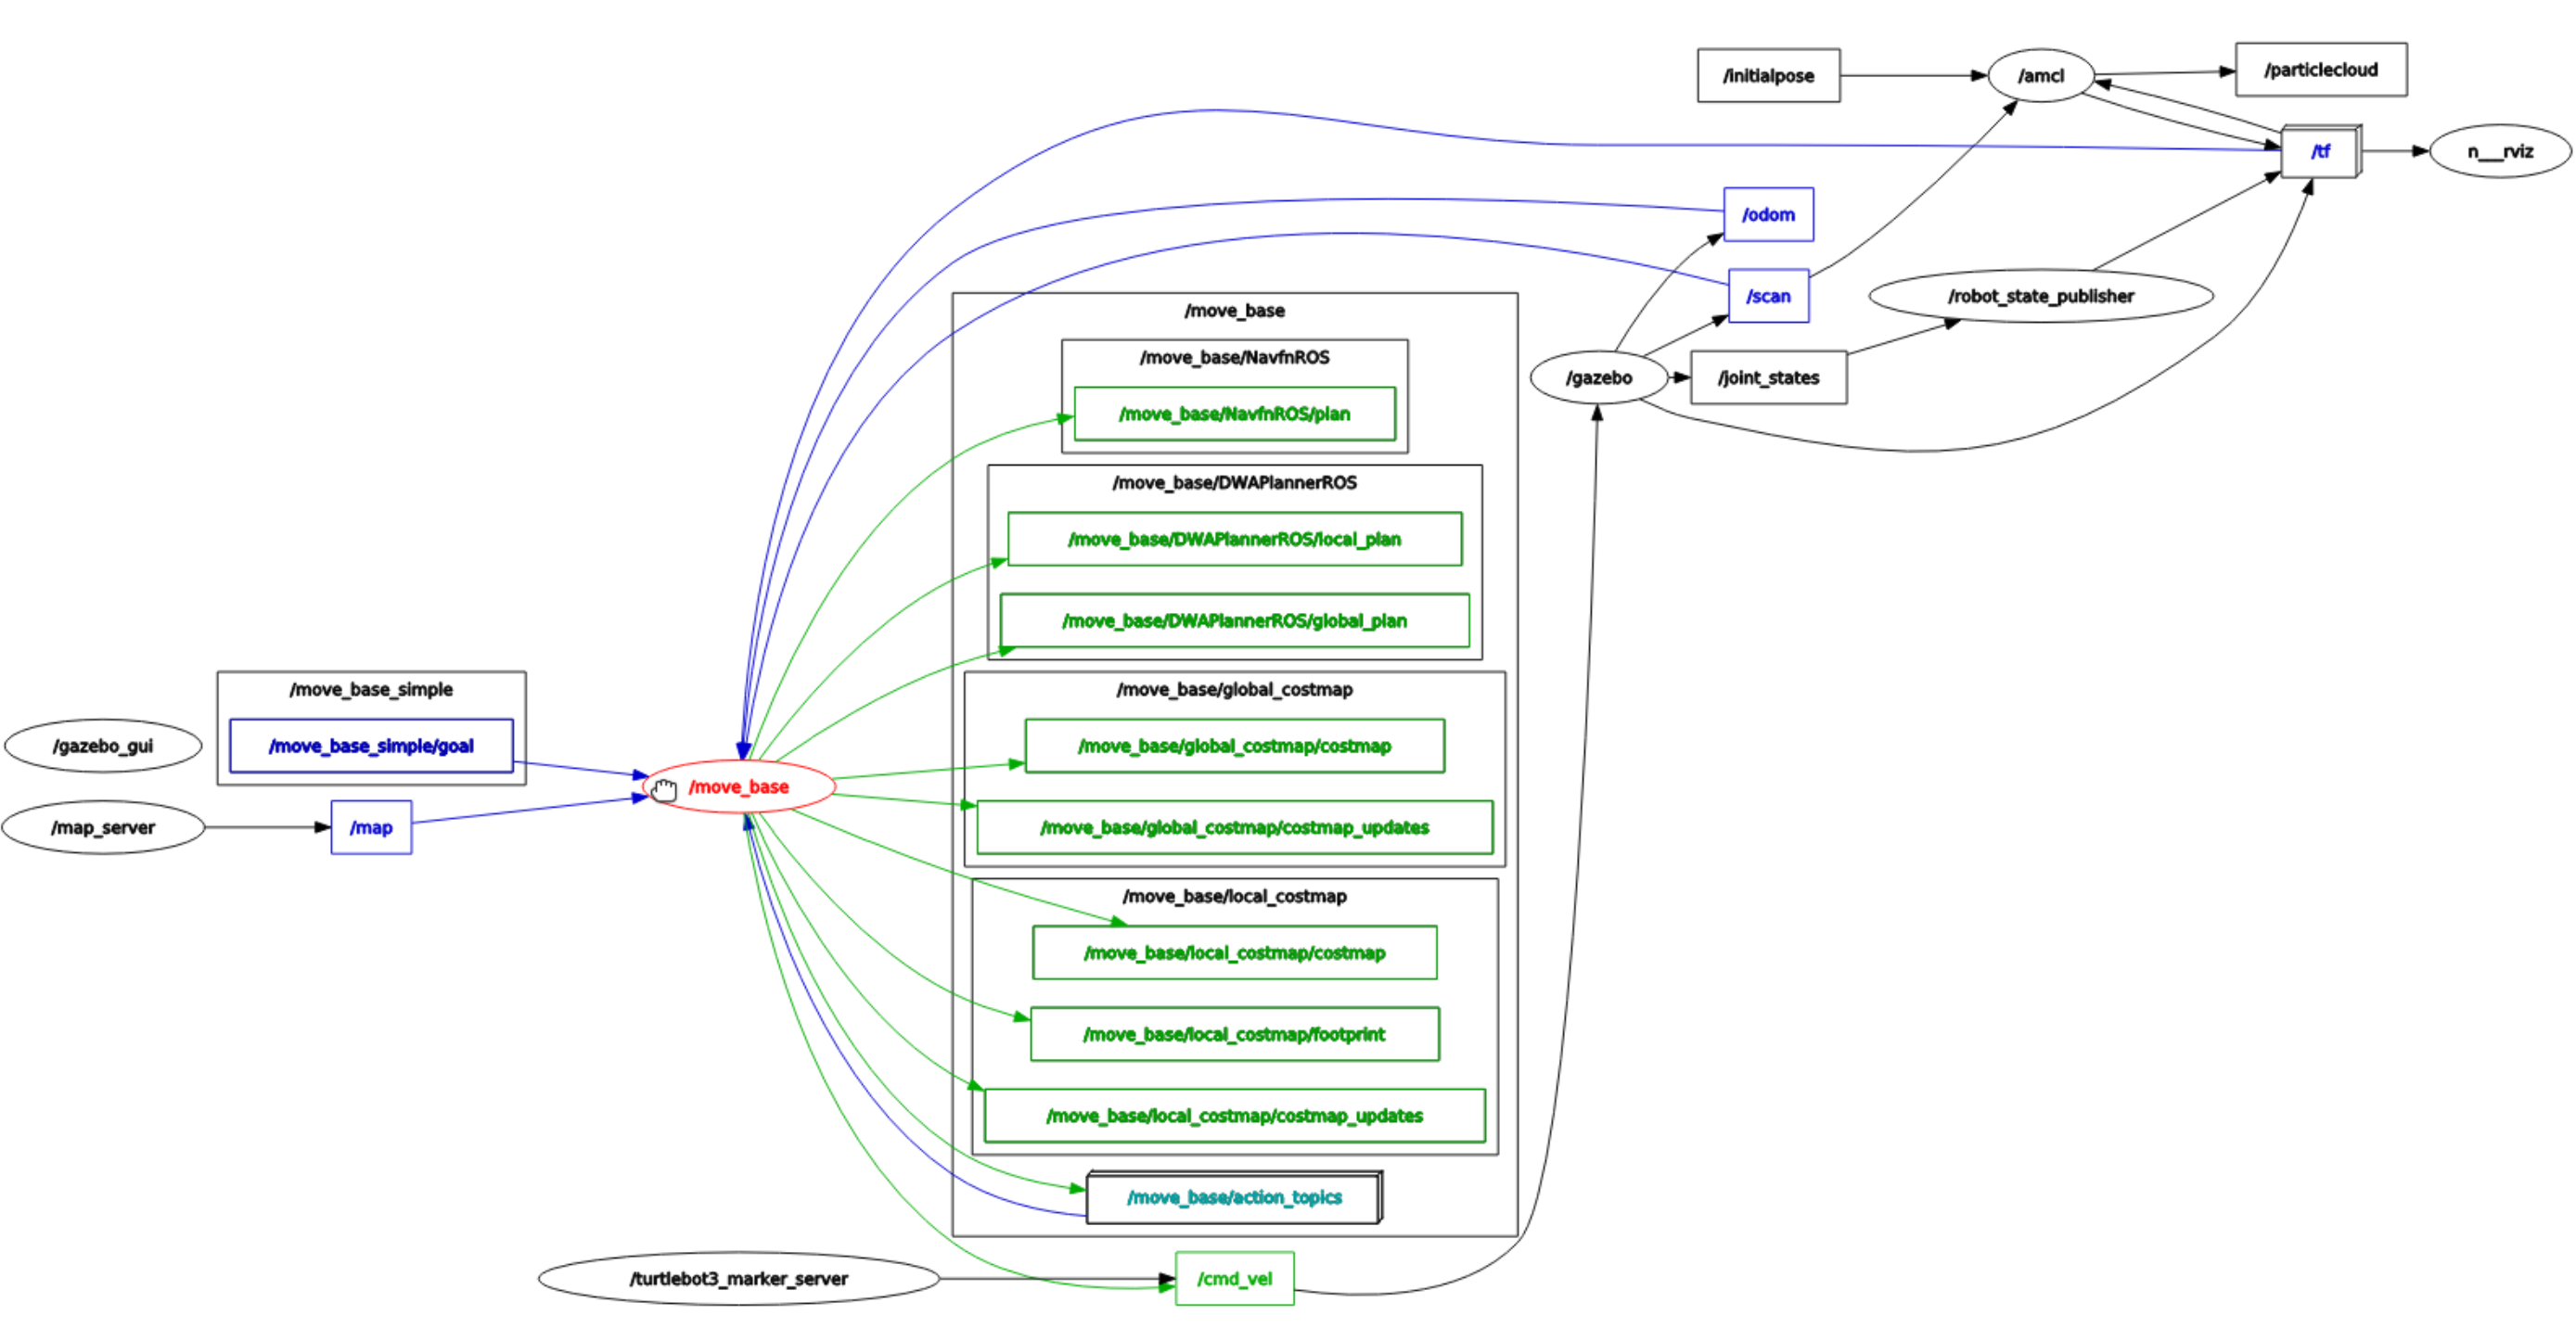 /initialpose
/amcl
/particlecloud
/tf
n___rviz
/odom
/scan
/robot_state_publisher
/gazebo
/joint_states
/move_base
/move_base/NavfnROS
/move_base/NavfnROS/plan
/move_base/DWAPlannerROS
/move_base/DWAPlannerROS/local_plan
/move_base/DWAPlannerROS/global_plan
/move_base_simple
/move_base_simple/goal
/gazebo_gui
/map_server
/map
/move_base
/move_base/global_costmap
/move_base/global_costmap/costmap
/move_base/global_costmap/costmap_updates
/move_base/local_costmap
/move_base/local_costmap/costmap
/move_base/local_costmap/footprint
/move_base/local_costmap/costmap_updates
/move_base/action_topics
/turtlebot3_marker_server
/cmd_vel